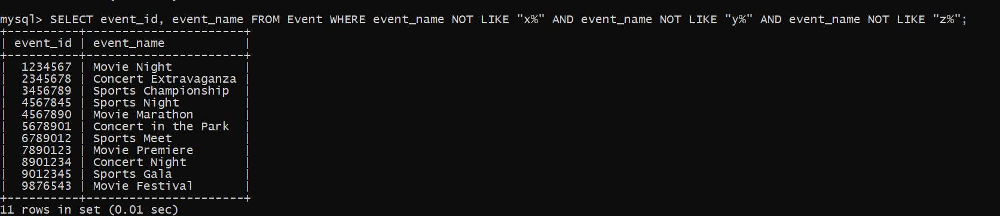 mysql> SELECT event_id, event_name FROM Event WHERE event_name NOT LIKE "x%" AND event_name NOT LIKE "y%" AND event_name NOT LIKE "z%";
+----------+----------------------+
| event_id | event_name           |
+----------+----------------------+
|  1234567 | Movie Night          |
|  2345678 | Concert Extravaganza |
|  3456789 | Sports Championship  |
|  4567845 | Sports Night         |
|  4567890 | Movie Marathon       |
|  5678901 | Concert in the Park  |
|  6789012 | Sports Meet          |
|  7890123 | Movie Premiere       |
|  8901234 | Concert Night        |
|  9012345 | Sports Gala          |
|  9876543 | Movie Festival       |
+----------+----------------------+
11 rows in set (0.01 sec)